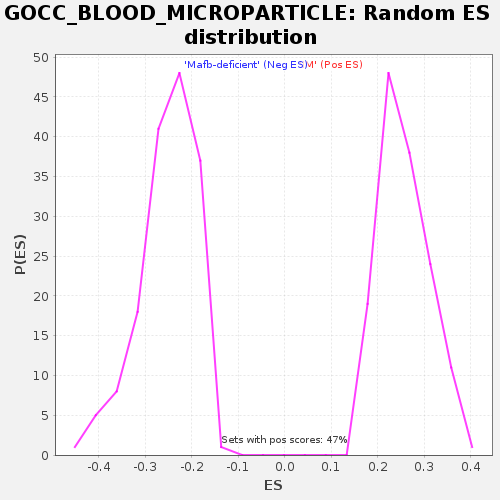 GOCC_BLOOD_MICROPARTICLE: Random ES
distribution
'Mafb-deficient' (Neg ES)
M' (Pos ES)
50
45
40
35
30
25
20
15
10
5
0
P(ES)
Sets with pos scores: 47%
-0.4 -0.3 -0.2 -0.1 0.0 0.1 0.2 0.3 0.4
ES